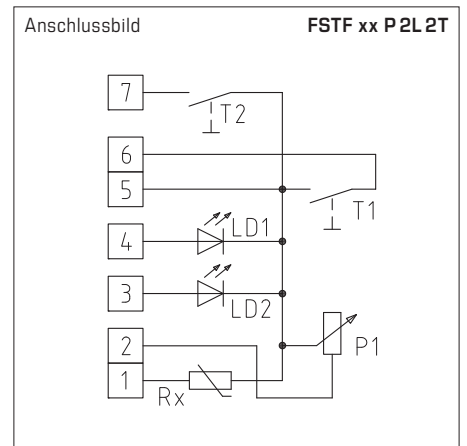 Anschlussbild FSTF xx P 2L 2T
7
T2
6
5
T1
4
LD1
3
LD2
2
P1
1
Rx